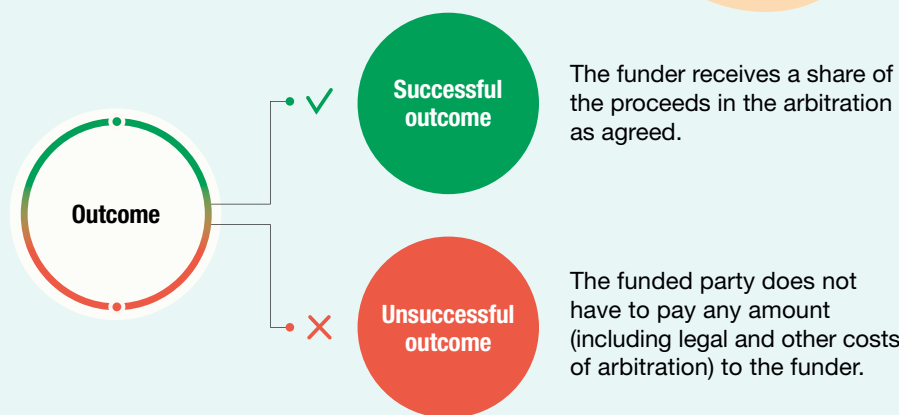 Outcome
Successful
outcome
The funder receives a share of
the proceeds in the arbitration
as agreed.
Unsuccessful
outcome
The funded party does not
have to pay any amount
(including legal and other costs
of arbitration) to the funder.